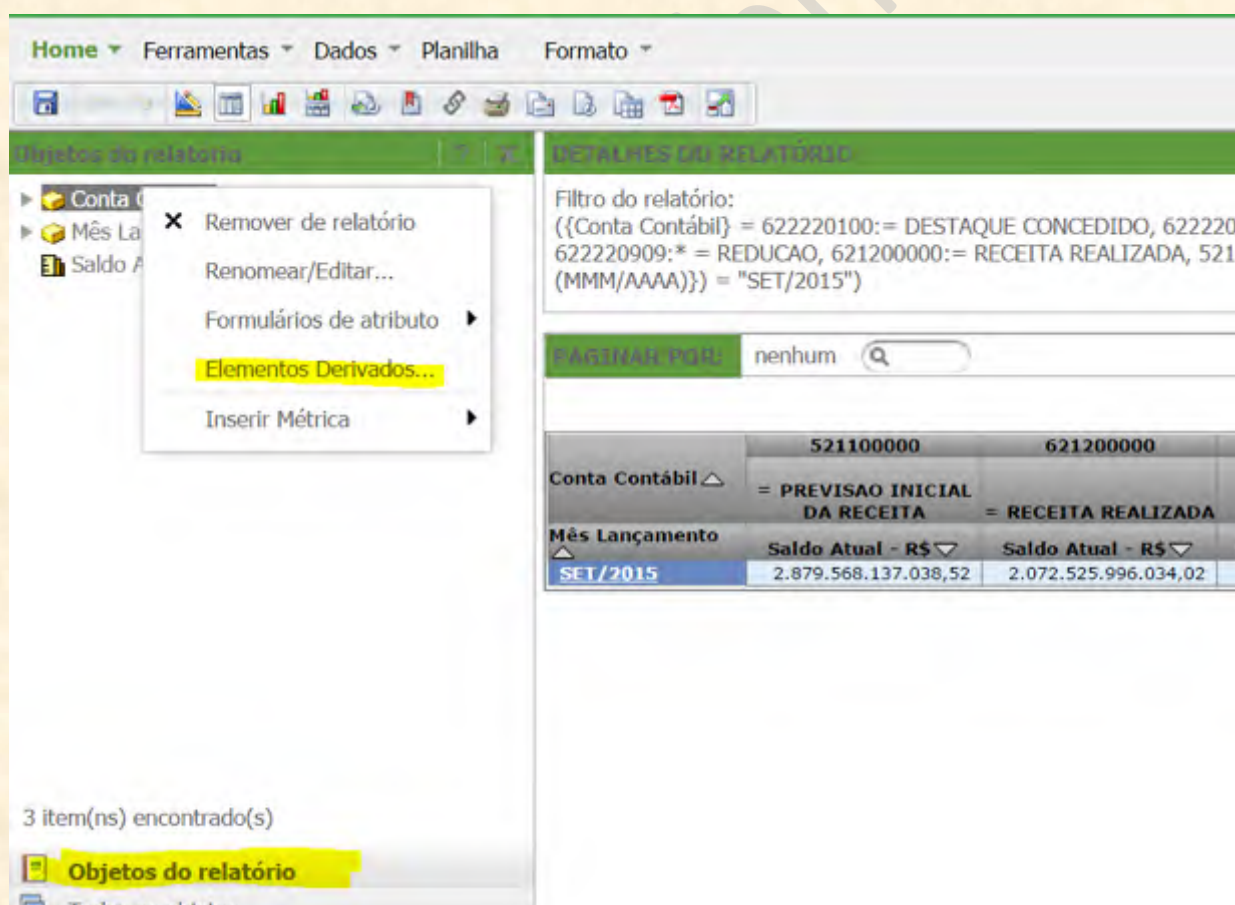 Home Ferramentas Dados Planilha Formato
Objetos do relatório
Conta
Mês La
Saldo A
Remover de relatório
Renomear/Editar...
Formulários de atributo
Elementos Derivados...
Inserir Métrica
3 item(ns) encontrado(s)
Objetos do relatório
DETALHES DO RELATÓRIO
Filtro do relatório:
({Conta Contábil} = 622220100:= DESTAQUE CONCEDIDO, 622220
622220909:* = REDUCAO, 621200000:= RECEITA REALIZADA, 521
(MMM/AAAA)}) = "SET/2015")
PAGINAR POR: nenhum
Conta Contábil
521100000 621200000
= PREVISAO INICIAL
DA RECEITA = RECEITA REALIZADA
Mês Lançamento
Saldo Atual - R$ Saldo Atual - R$
SET/2015 2.879.568.137.038,52 2.072.525.996.034,02